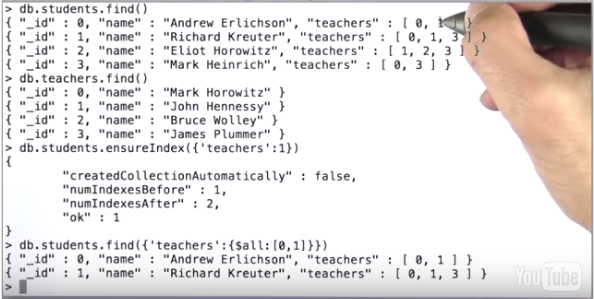 > db.students.find()
{ "_id" : 0, "name" : "Andrew Erlichson", "teachers" : [ 0, 1
{ "_id" : 1, "name" : "Richard Kreuter", "teachers" : [ 0, 1, 3 ]
{ "_id" : 2, "name" : "Eliot Horowitz", "teachers" : [ 1, 2, 3 ]
{ "_id" : 3, "name" : "Mark Heinrich", "teachers" : [ 0, 3 ] }
> db.teachers.find()
{ "_id" : 0, "name" : "Mark Horowitz" }
{ "_id" : 1, "name" : "John Hennessy" }
{ "_id" : 2, "name" : "Bruce Wolley" }
{ "_id" : 3, "name" : "James Plummer" }
> db.students.ensureIndex({'teachers':1})
{
"createdCollectionAutomatically" : false,
"numIndexesBefore" : 1,
"numIndexesAfter" : 2,
"ok" : 1
}
> db.students.find({'teachers':{$all:[0,1]}})
{ "_id" : 0, "name" : "Andrew Erlichson", "teachers" : [ 0, 1 ] }
{ "_id" : 1, "name" : "Richard Kreuter", "teachers" : [ 0, 1, 3 ] }
>
YouTube